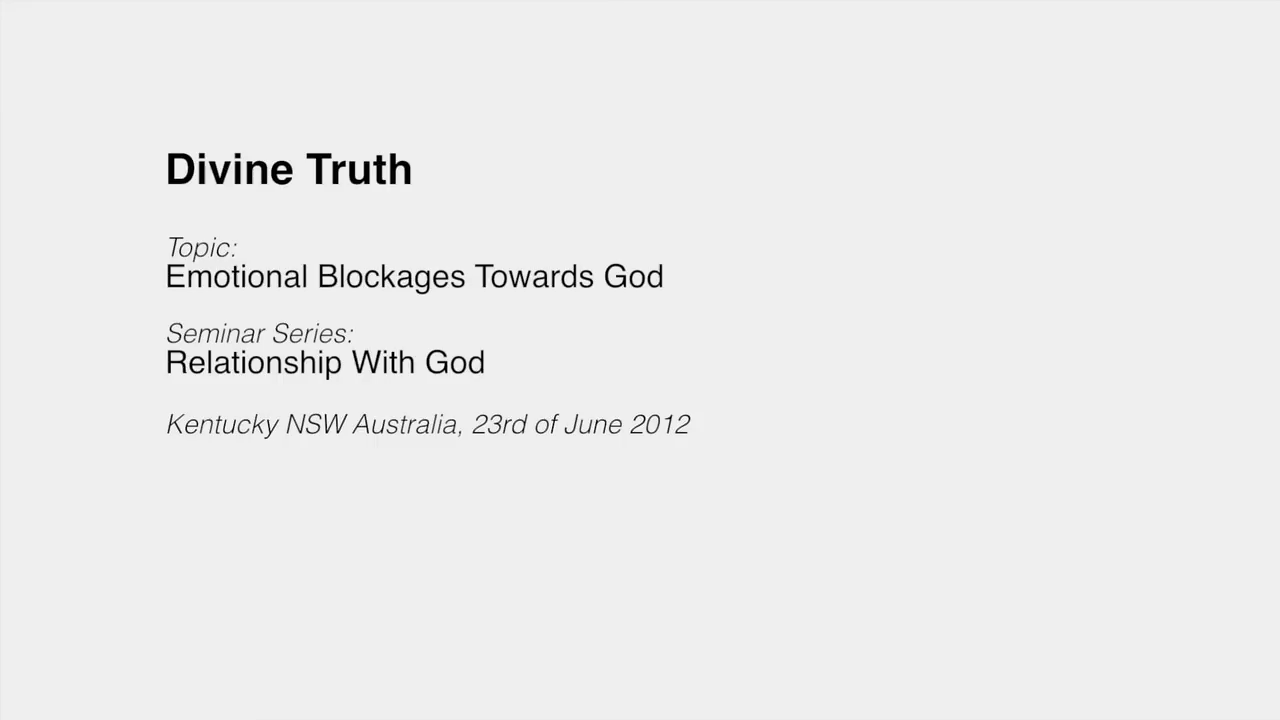 Divine Truth
Topic:
Emotional Blockages Towards God
Seminar Series:
Relationship With God
Kentucky NSW Australia, 23rd of June 2012